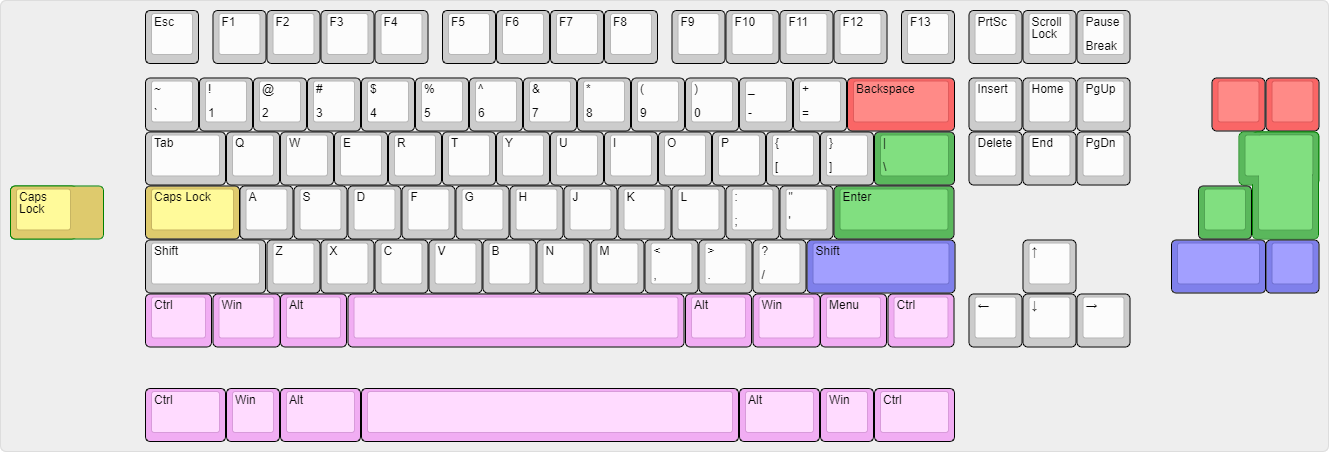 Esc F1 F2 F3 F4 F5 F6 F7 F8 F9 F10 F11 F12 F13 PrtSc Scroll Pause
Lock
Break
~ ! @ # $ % ^ & * ( ) _ + Backspace Insert Home PgUp
` 1 2 3 4 5 6 7 8 9 0 - =
Tab Q W E R T Y U I O P { } | Delete End PgDn
[ ] \
Caps Caps Lock A S D F G H J K L : " Enter
Lock
; '
Shift Z X C V B N M < > ? Shift ↑
, . /
Ctrl Win Alt Alt Win Menu Ctrl ← ↓ →
Ctrl Win Alt Alt Win Ctrl